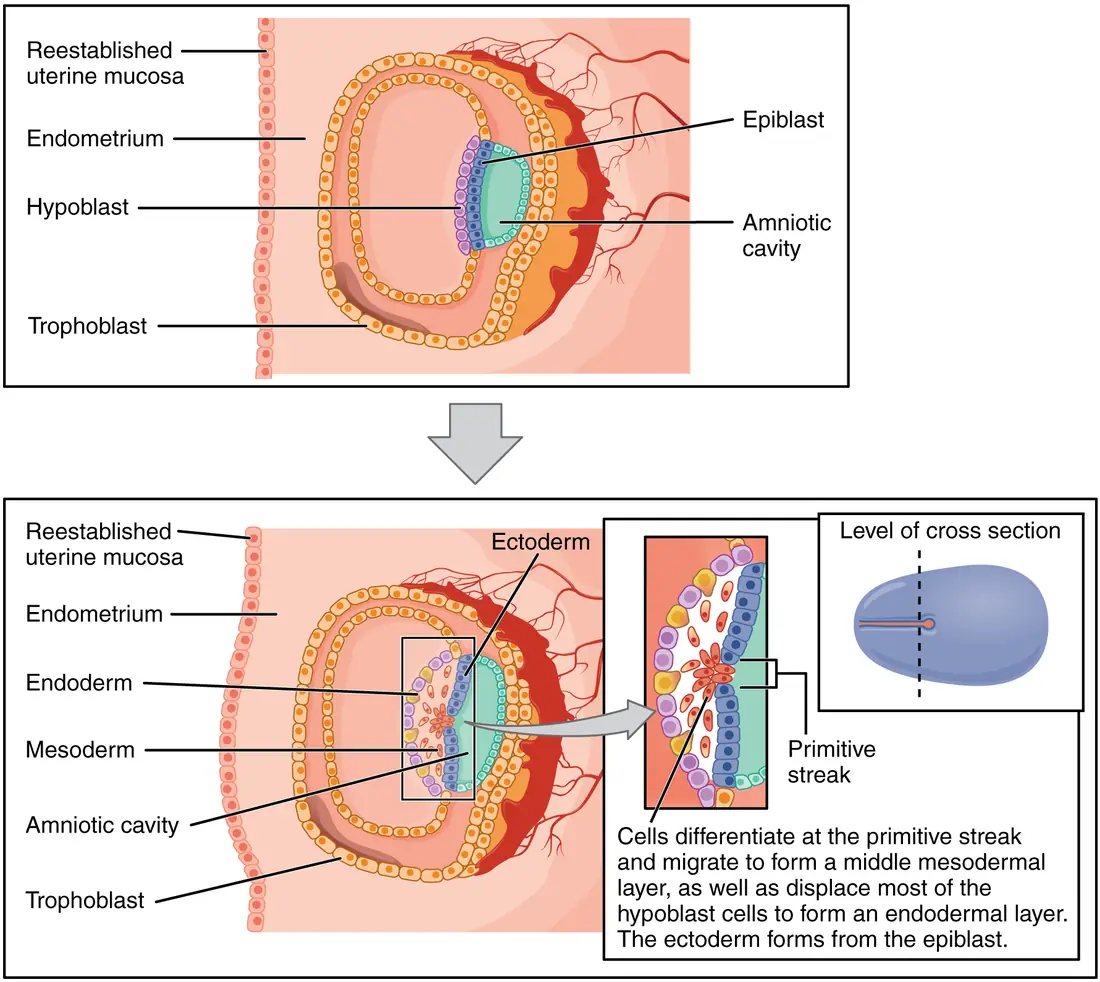 Reestablished
uterine mucosa
Endometrium
Hypoblast
Trophoblast
Epiblast
Amniotic
cavity
Reestablished
uterine mucosa
Endometrium
Endoderm
Mesoderm
Amniotic cavity
Trophoblast
Ectoderm
Level of cross section
Primitive
streak
Cells differentiate at the primitive streak
and migrate to form a middle mesodermal
layer, as well as displace most of the
hypoblast cells to form an endodermal layer.
The ectoderm forms from the epiblast.